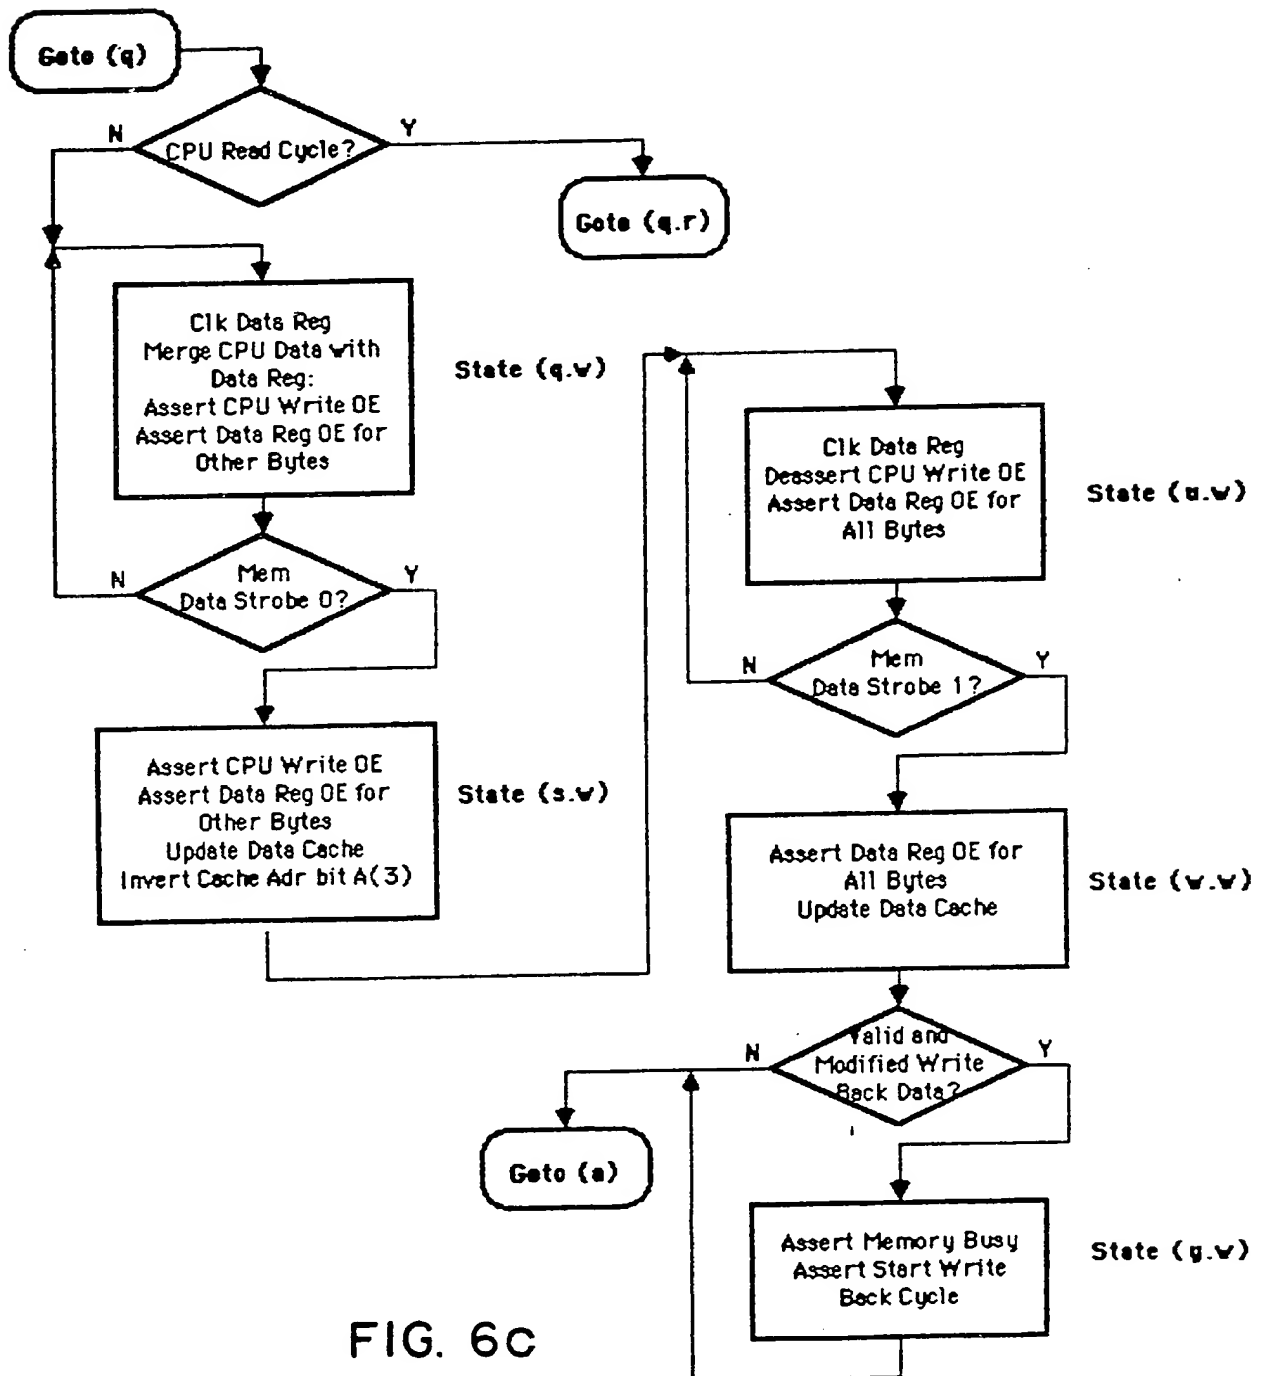 Goto (q)
CPU Read Cycle?
N
Y
Goto (q.r)
Clk Data Reg
Merge CPU Data with
Data Reg:
Assert CPU Write OE
Assert Data Reg OE for
Other Bytes
State (q.w)
Mem
Data Strobe 0?
N
Y
Assert CPU Write OE
Assert Data Reg OE for
Other Bytes
Update Data Cache
Invert Cache Adr bit A(3)
State (s.w)
Clk Data Reg
Deassert CPU Write OE
Assert Data Reg OE for
All Bytes
State (u.w)
Mem
Data Strobe 1?
N
Y
Assert Data Reg OE for
All Bytes
Update Data Cache
State (w.w)
Valid and
Modified Write
Back Data?
N
Y
Goto (a)
Assert Memory Busy
Assert Start Write
Back Cycle
State (y.w)
FIG. 6C